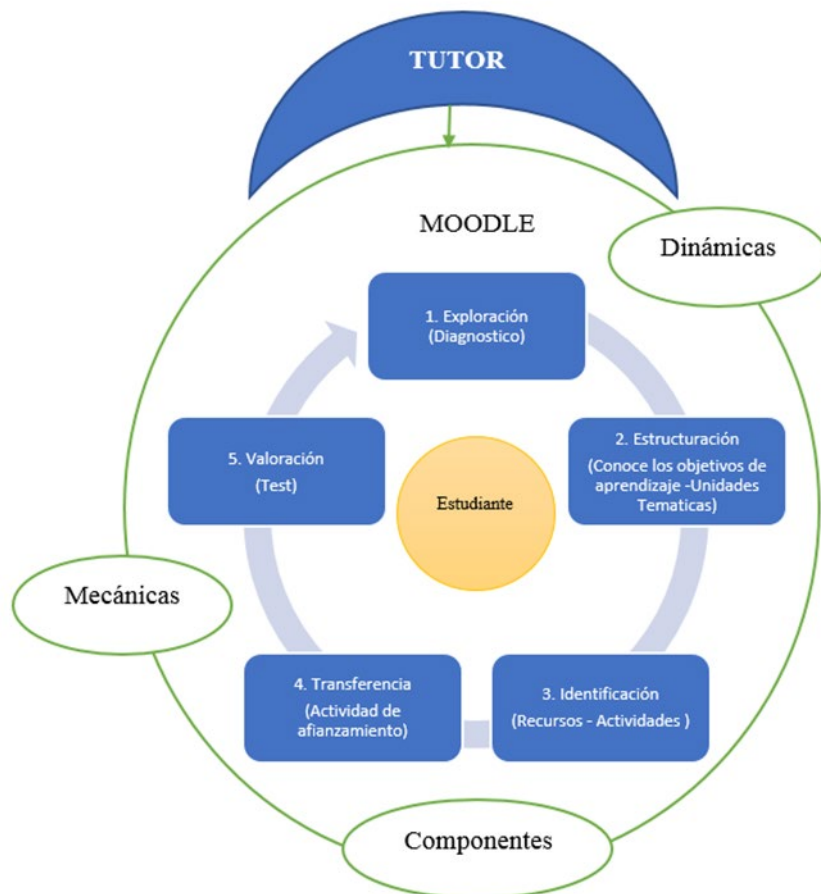 TUTOR
MOODLE
Dinámicas
1. Exploración
(Diagnostico)
2. Estructuración
(Conoce los objetivos de
aprendizaje -Unidades
Tematicas)
5. Valoración
(Test)
Estudiante
Mecánicas
4. Transferencia
(Actividad de
afianzamiento)
3. Identificación
(Recursos - Actividades )
Componentes